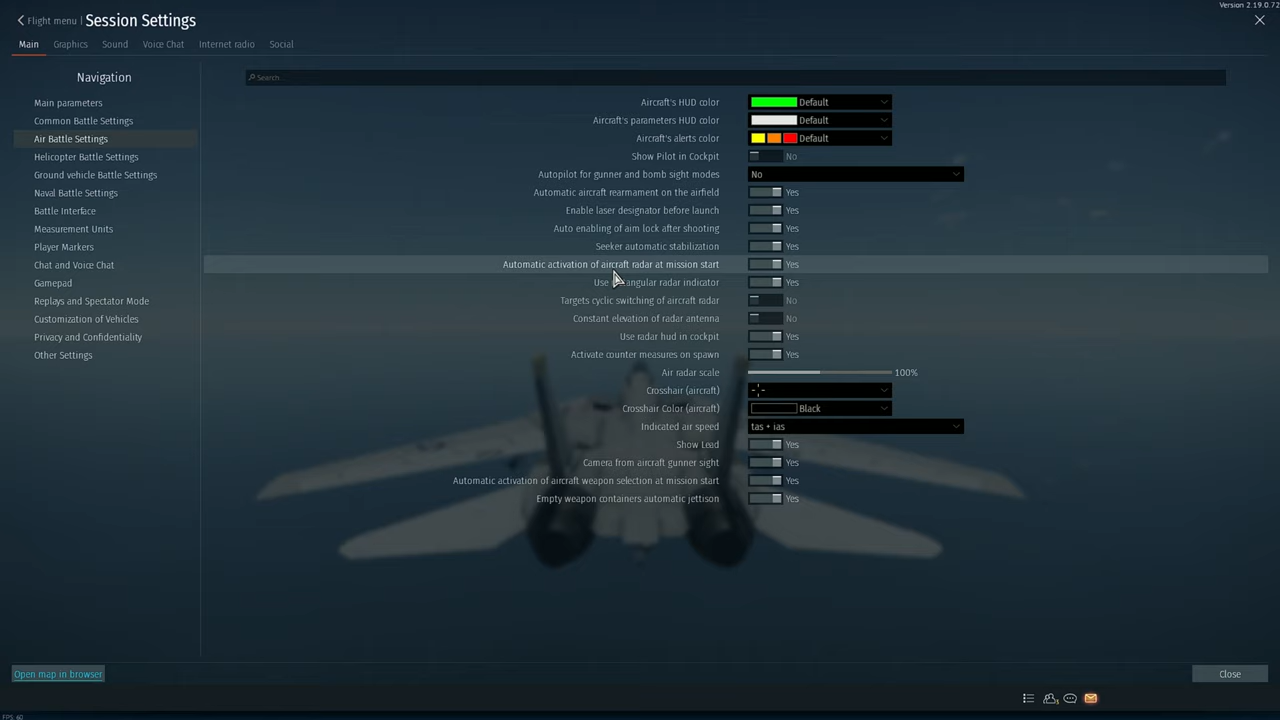 Version 2.19.0.72
Flight menu | Session Settings
Main Graphics Sound Voice Chat Internet radio Social
Navigation
Search...
Main parameters
Common Battle Settings
Air Battle Settings
Helicopter Battle Settings
Ground vehicle Battle Settings
Naval Battle Settings
Battle Interface
Measurement Units
Player Markers
Chat and Voice Chat
Gamepad
Replays and Spectator Mode
Customization of Vehicles
Privacy and Confidentiality
Other Settings
Aircraft's HUD color Default
Aircraft's parameters HUD color Default
Aircraft's alerts color Default
Show Pilot in Cockpit No
Autopilot for gunner and bomb sight modes No
Automatic aircraft rearmament on the airfield Yes
Enable laser designator before launch Yes
Auto enabling of aim lock after shooting Yes
Seeker automatic stabilization Yes
Automatic activation of aircraft radar at mission start Yes
Use angular radar indicator Yes
Targets cyclic switching of aircraft radar No
Constant elevation of radar antenna No
Use radar hud in cockpit Yes
Activate counter measures on spawn Yes
Air radar scale 100%
Crosshair (aircraft)
Crosshair Color (aircraft) Black
Indicated air speed tas + ias
Show Lead Yes
Camera from aircraft gunner sight Yes
Automatic activation of aircraft weapon selection at mission start Yes
Empty weapon containers automatic jettison Yes
Open map in browser
Close
FPS: 60